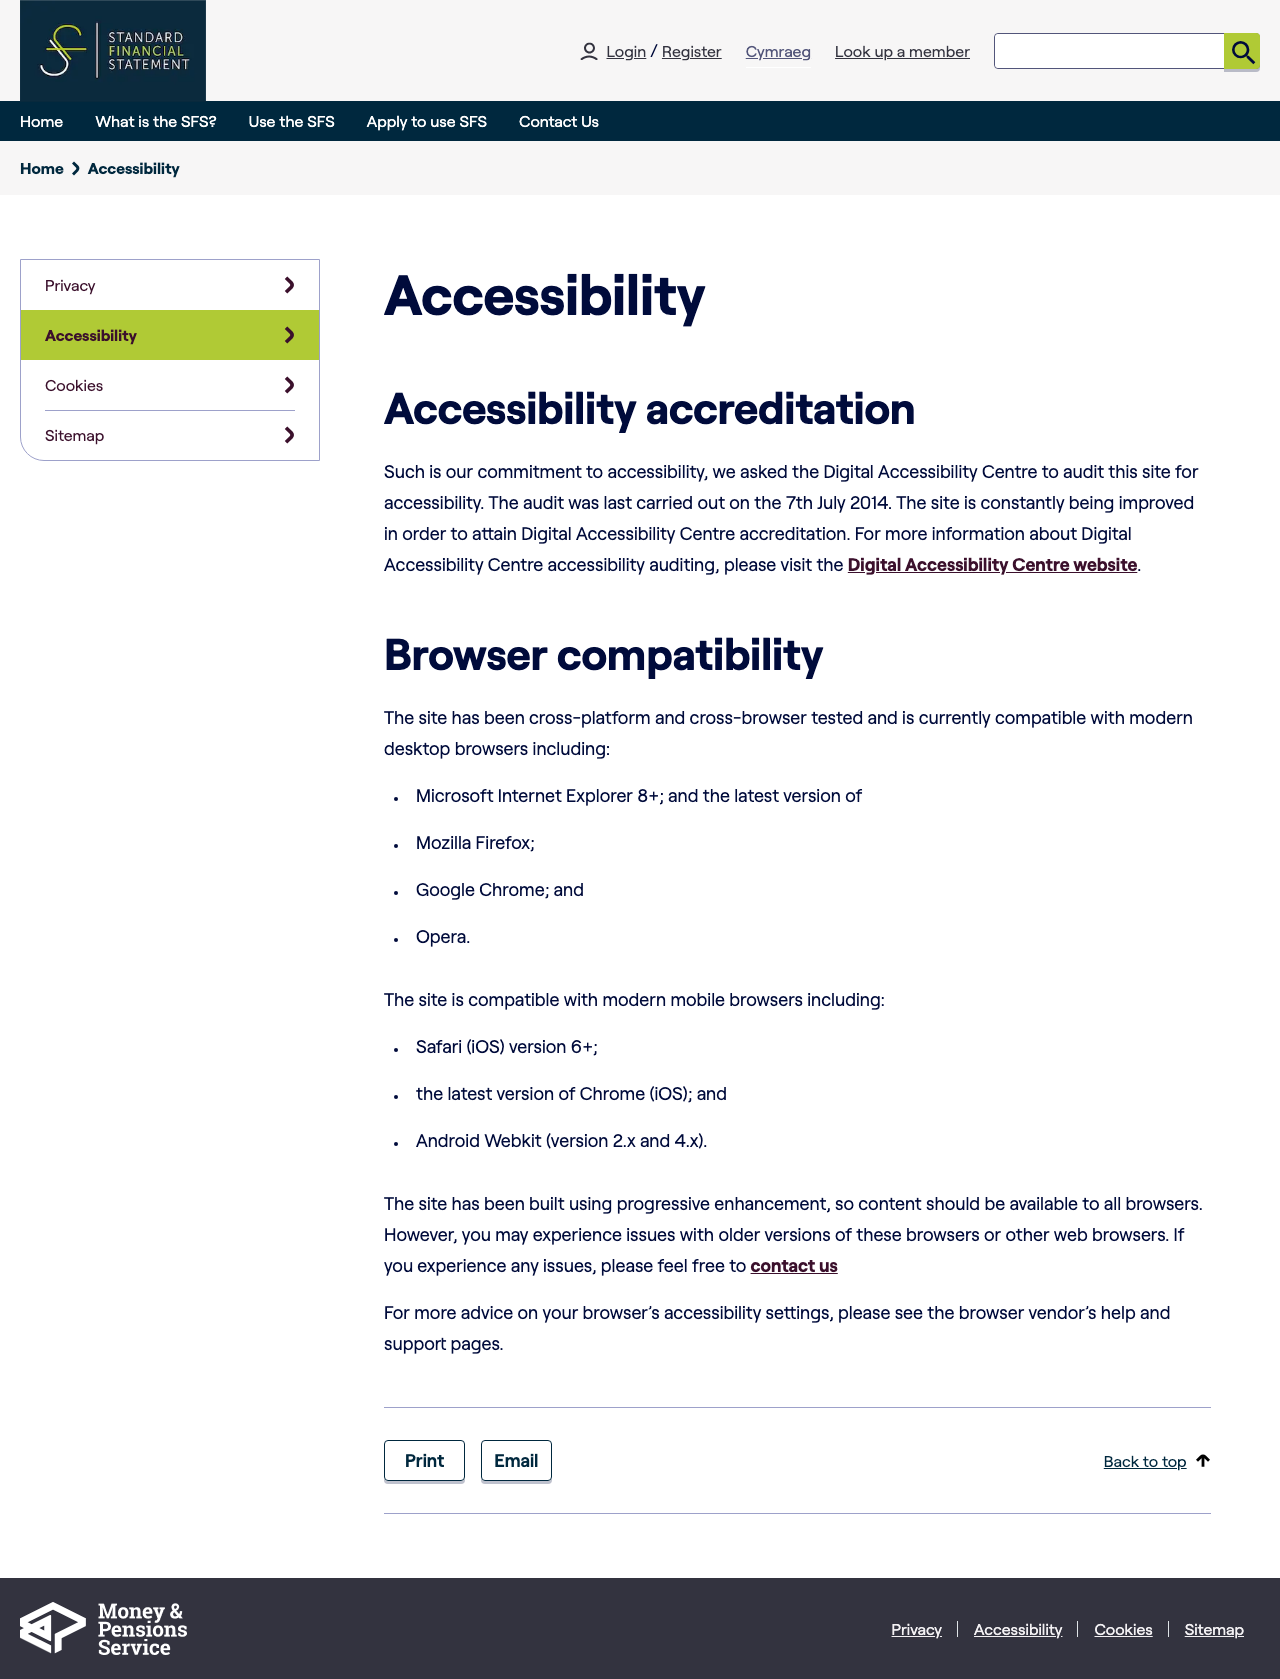 STANDARD
FINANCIAL
STATEMENT
Login / Register
Cymraeg
Look up a member
Home
What is the SFS?
Use the SFS
Apply to use SFS
Contact Us
Home
Accessibility
Privacy
Accessibility
Cookies
Sitemap
Accessibility
Accessibility accreditation
Such is our commitment to accessibility, we asked the Digital Accessibility Centre to audit this site for
accessibility. The audit was last carried out on the 7th July 2014. The site is constantly being improved
in order to attain Digital Accessibility Centre accreditation. For more information about Digital
Accessibility Centre accessibility auditing, please visit the Digital Accessibility Centre website.
Browser compatibility
The site has been cross-platform and cross-browser tested and is currently compatible with modern
desktop browsers including:
• Microsoft Internet Explorer 8+; and the latest version of
• Mozilla Firefox;
• Google Chrome; and
• Opera.
The site is compatible with modern mobile browsers including:
• Safari (iOS) version 6+;
• the latest version of Chrome (iOS); and
• Android Webkit (version 2.x and 4.x).
The site has been built using progressive enhancement, so content should be available to all browsers.
However, you may experience issues with older versions of these browsers or other web browsers. If
you experience any issues, please feel free to contact us
For more advice on your browser’s accessibility settings, please see the browser vendor’s help and
support pages.
Print
Email
Back to top
Money &
Pensions
Service
Privacy
Accessibility
Cookies
Sitemap